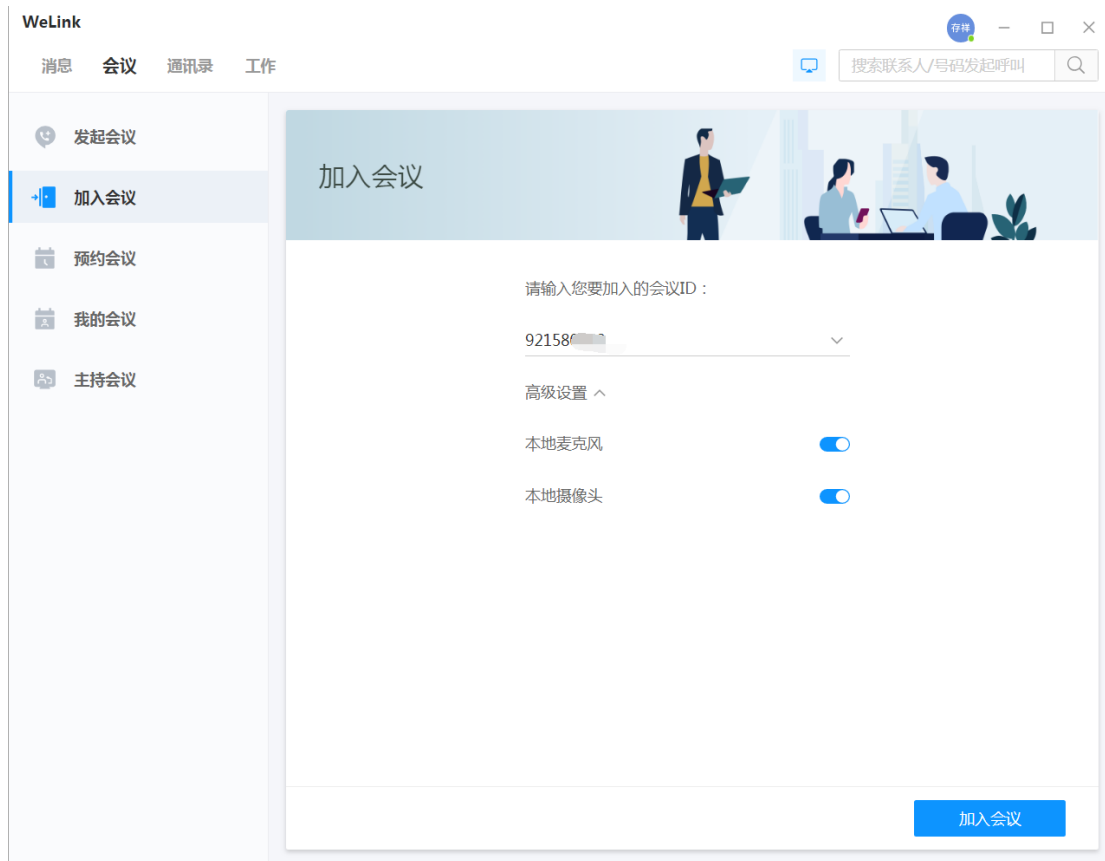 WeLink
存祥
消息 会议 通讯录 工作
搜索联系人/号码发起呼叫
发起会议
加入会议
预约会议
我的会议
主持会议
加入会议
请输入您要加入的会议ID：
92158
高级设置
本地麦克风
本地摄像头
加入会议